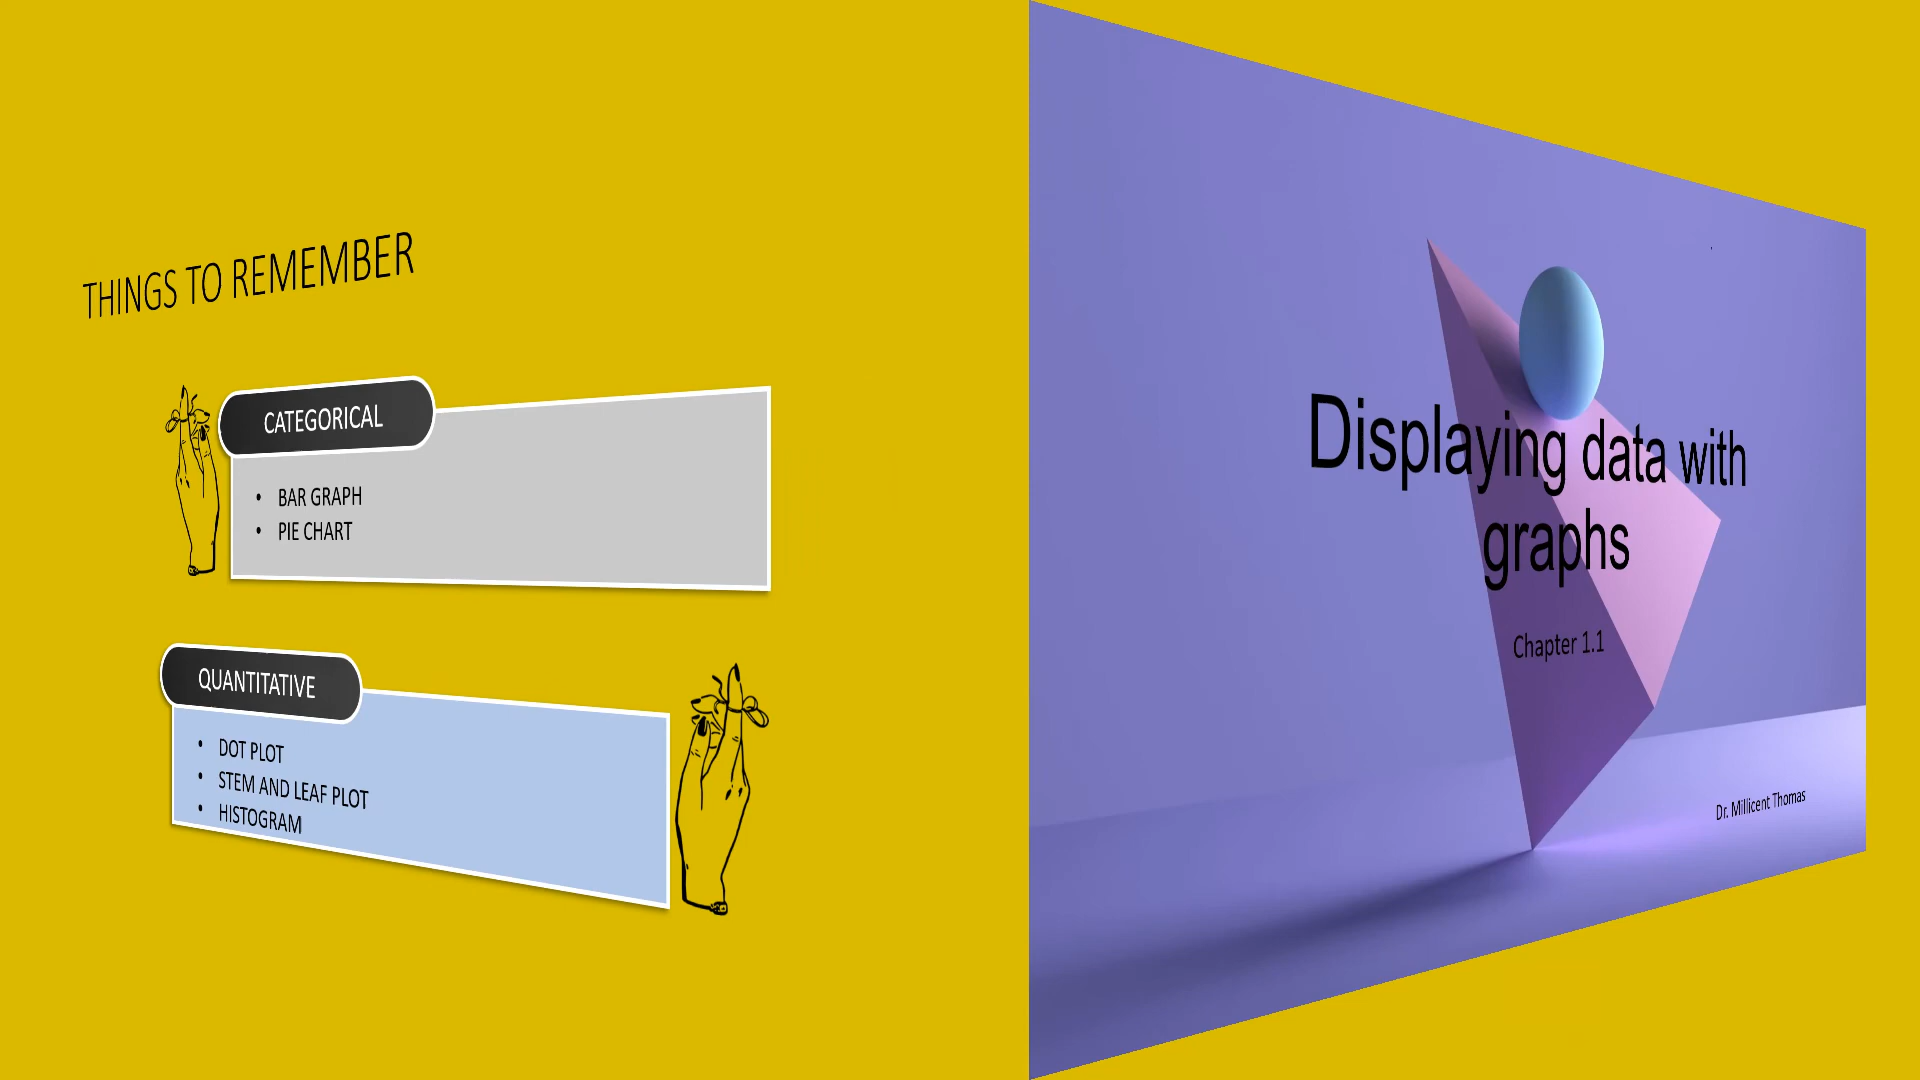 THINGS TO REMEMBER
CATEGORICAL
• BAR GRAPH
• PIE CHART
QUANTITATIVE
• DOT PLOT
• STEM AND LEAF PLOT
• HISTOGRAM
Displaying data with
graphs
Chapter 1.1
Dr. Millicent Thomas